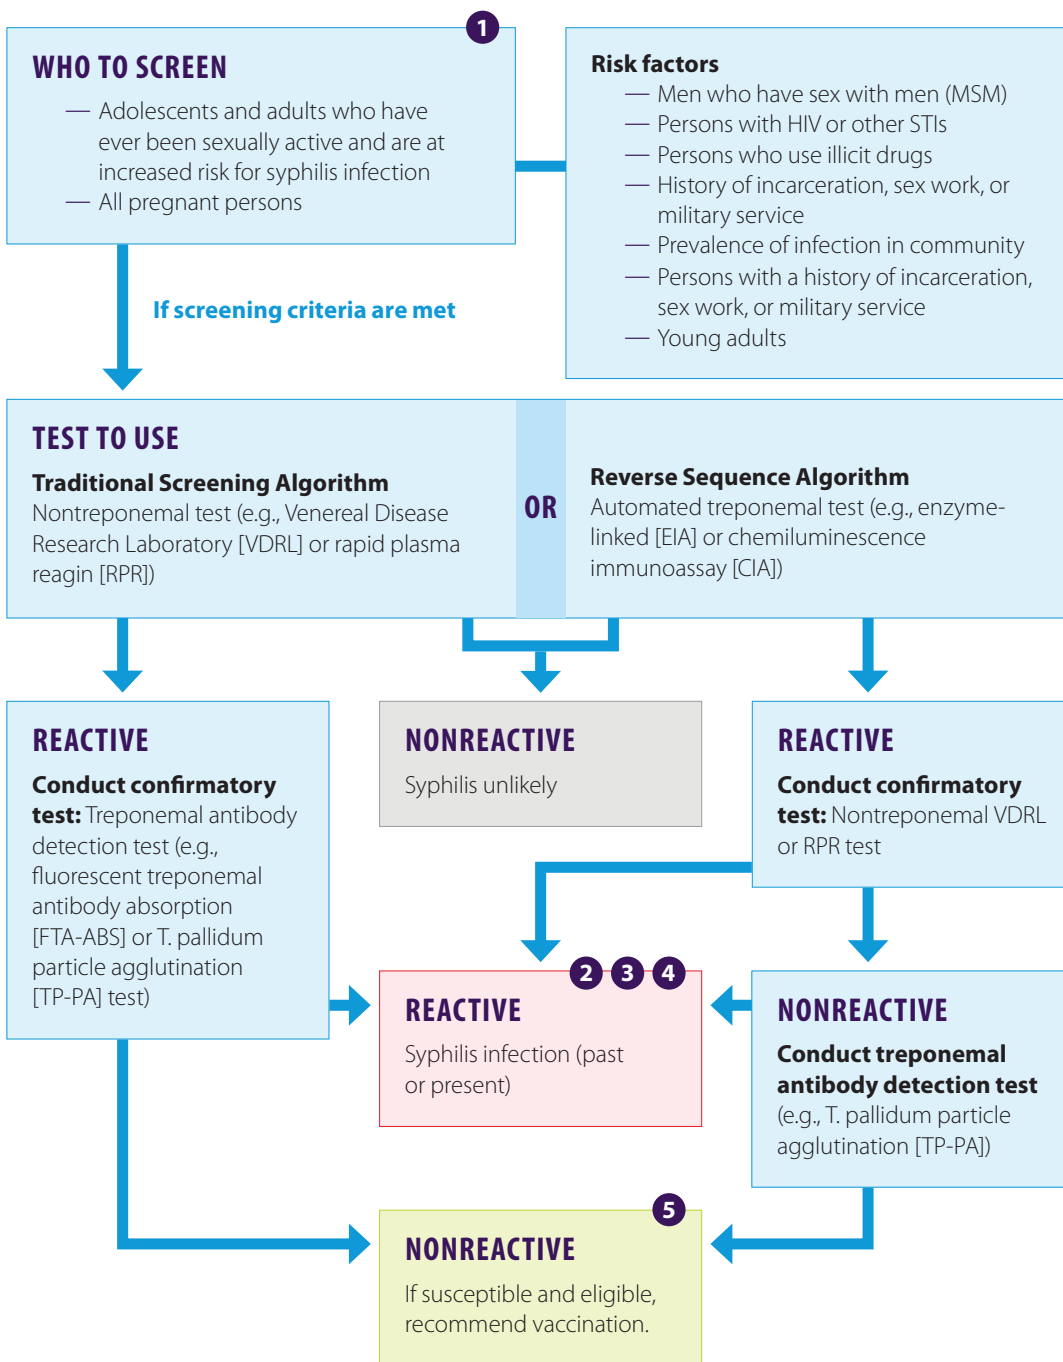 1
WHO TO SCREEN
— Adolescents and adults who have
ever been sexually active and are at
increased risk for syphilis infection
— All pregnant persons
Risk factors
— Men who have sex with men (MSM)
— Persons with HIV or other STIs
— Persons who use illicit drugs
— History of incarceration, sex work, or
military service
— Prevalence of infection in community
— Persons with a history of incarceration,
sex work, or military service
— Young adults
If screening criteria are met
TEST TO USE
Traditional Screening Algorithm
Nontreponemal test (e.g., Venereal Disease
Research Laboratory [VDRL] or rapid plasma
reagin [RPR])
OR
Reverse Sequence Algorithm
Automated treponemal test (e.g., enzyme-
linked [EIA] or chemiluminescence
immunoassay [CIA])
REACTIVE
Conduct confirmatory
test: Treponemal antibody
detection test (e.g.,
fluorescent treponemal
antibody absorption
[FTA-ABS] or T. pallidum
particle agglutination
[TP-PA] test)
NONREACTIVE
Syphilis unlikely
REACTIVE
Conduct confirmatory
test: Nontreponemal VDRL
or RPR test
2 3 4
REACTIVE
Syphilis infection (past
or present)
NONREACTIVE
Conduct treponemal
antibody detection test
(e.g., T. pallidum particle
agglutination [TP-PA])
5
NONREACTIVE
If susceptible and eligible,
recommend vaccination.